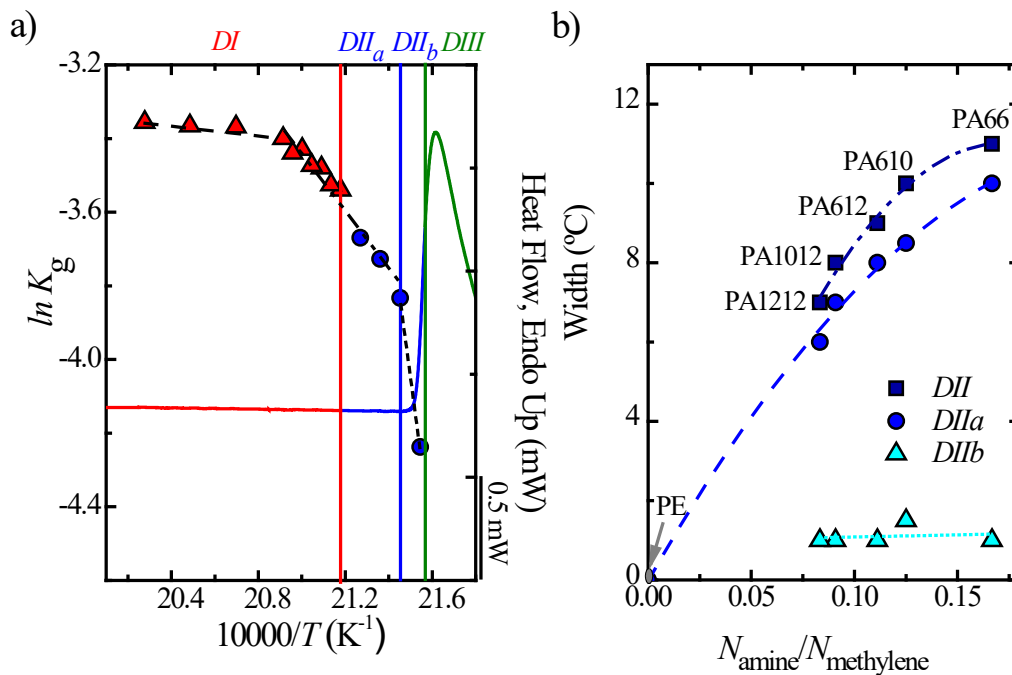 a)
DI DIIa DIIb DIII
-3.2
-3.6
-4.0
-4.4
ln Kg
20.4 20.8 21.2 21.6
10000/T (K-1)
Heat Flow, Endo Up (mW)
0.5 mW
b)
12
8
4
0
Width (ºC)
PA66
PA610
PA612
PA1012
PA1212
DII
DIIa
DIIb
PE
0.00 0.05 0.10 0.15
Namine/Nmethylene